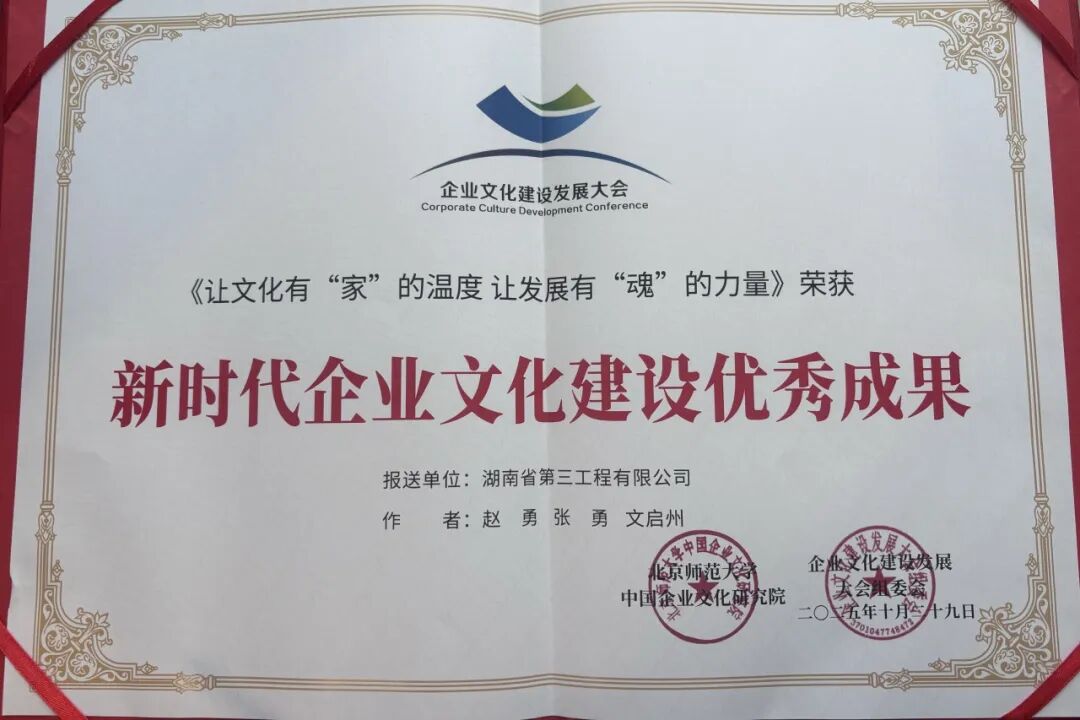 企业文化建设发展大会
Corporate Culture Development Conference
《让文化有“家”的温度 让发展有“魂”的力量》荣获
新时代企业文化建设优秀成果
报送单位：湖南省第三工程有限公司
作 者：赵 勇 张 勇 文启州
北京师范大学
中国企业文化研究院
企业文化建设发展
大会组委会
二〇二五年十月二十九日
3701047748472